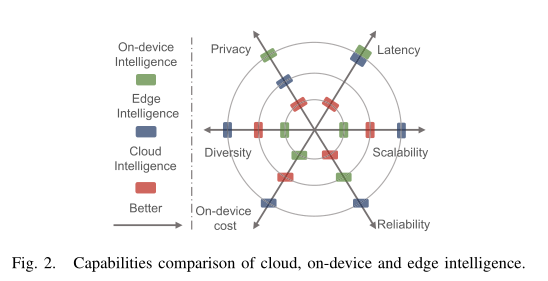 On-device
Intelligence
Edge
Intelligence
Cloud
Intelligence
Better
Privacy
Latency
Diversity
Scalability
On-device
cost
Reliability
Fig. 2. Capabilities comparison of cloud, on-device and edge intelligence.